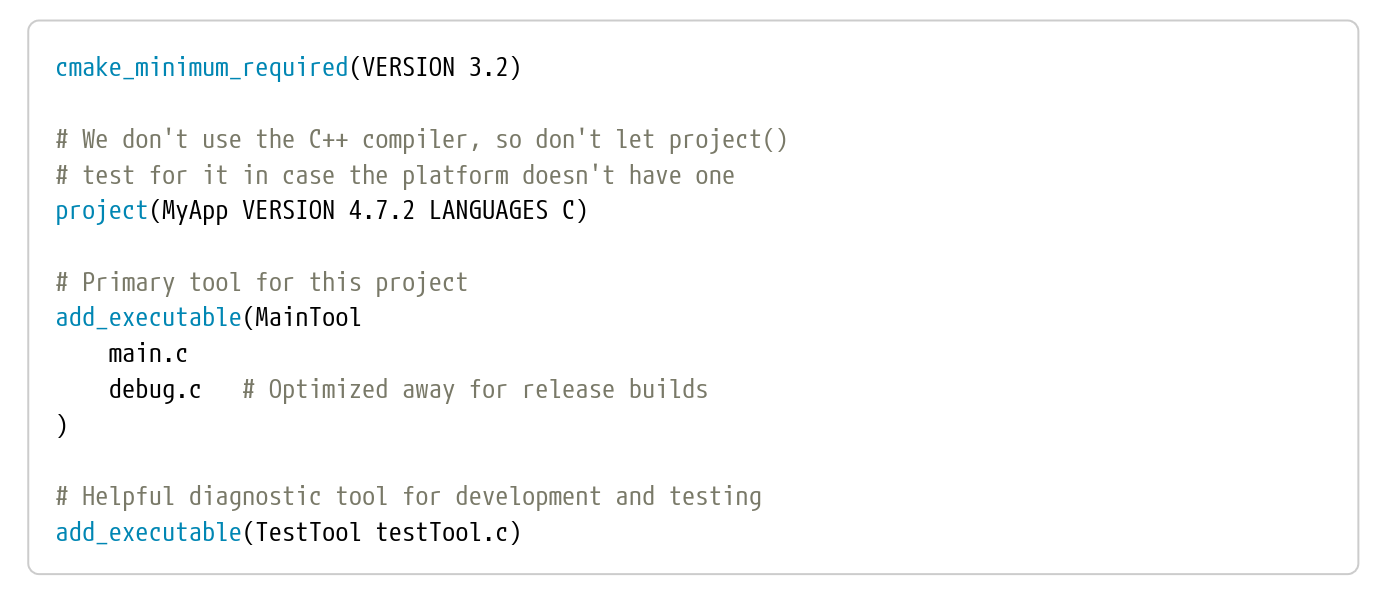 cmake_minimum_required(VERSION 3.2)

# We don't use the C++ compiler, so don't let project()
# test for it in case the platform doesn't have one
project(MyApp VERSION 4.7.2 LANGUAGES C)

# Primary tool for this project
add_executable(MainTool
    main.c
    debug.c   # Optimized away for release builds
)

# Helpful diagnostic tool for development and testing
add_executable(TestTool testTool.c)